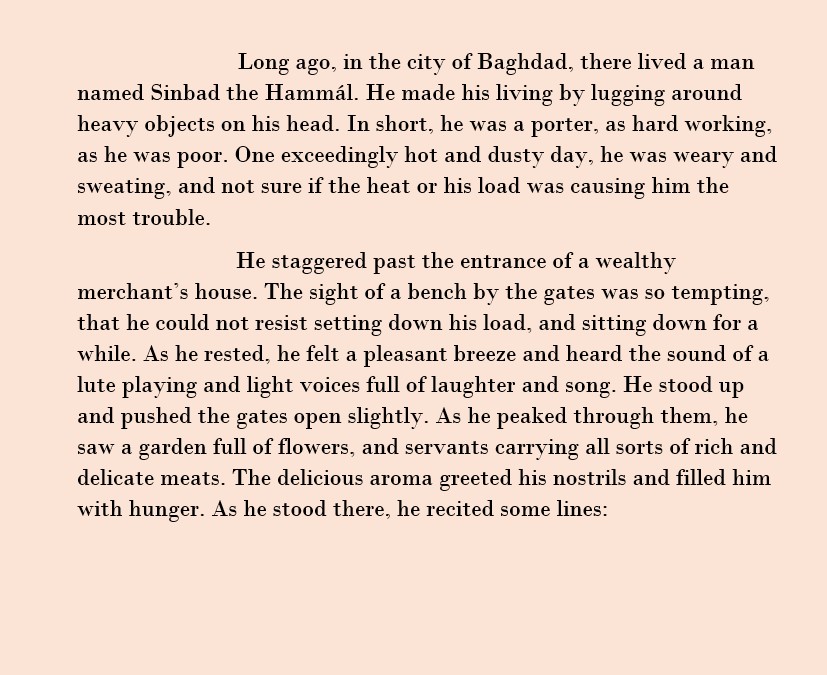 Long ago, in the city of Baghdad, there lived a man
named Sinbad the Hammál. He made his living by lugging around
heavy objects on his head. In short, he was a porter, as hard working,
as he was poor. One exceedingly hot and dusty day, he was weary and
sweating, and not sure if the heat or his load was causing him the
most trouble.
He staggered past the entrance of a wealthy
merchant's house. The sight of a bench by the gates was so tempting,
that he could not resist setting down his load, and sitting down for a
while. As he rested, he felt a pleasant breeze and heard the sound of a
lute playing and light voices full of laughter and song. He stood up
and pushed the gates open slightly. As he peaked through them, he
saw a garden full of flowers, and servants carrying all sorts of rich and
delicate meats. The delicious aroma greeted his nostrils and filled him
with hunger. As he stood there, he recited some lines: